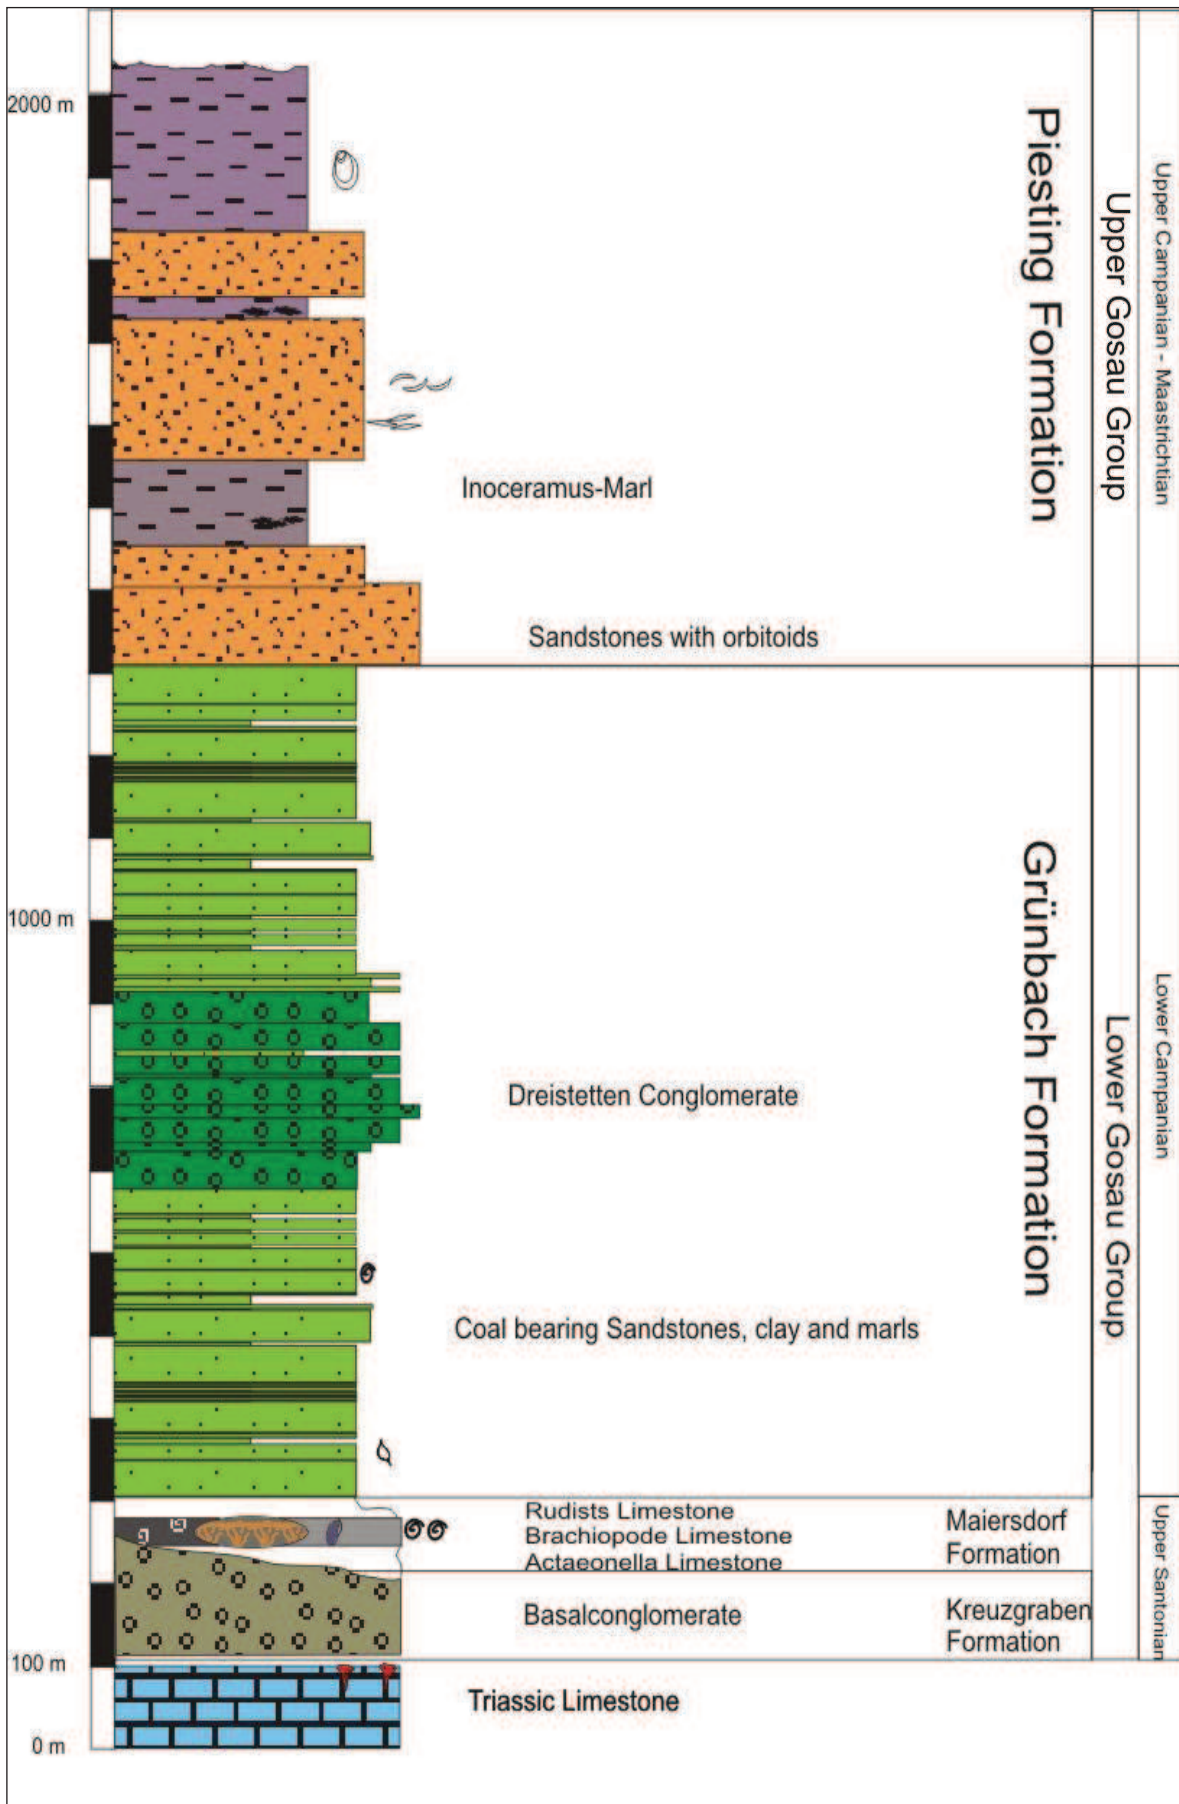 2000 m
Piesting Formation
Upper Gosau Group
Upper Campanian - Maastrichtian
Inoceramus-Marl
Sandstones with orbitoids
1000 m
Grünbach Formation
Lower Gosau Group
Lower Campanian
Dreistetten Conglomerate
Coal bearing Sandstones, clay and marls
Rudists Limestone
Brachiopode Limestone
Actaeonella Limestone
Maiersdorf
Formation
Upper Santonian
Basalconglomerate
Kreuzgraben
Formation
100 m
Triassic Limestone
0 m